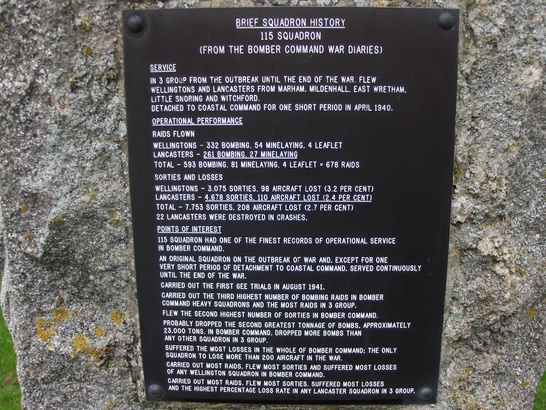 BRIEF SQUADRON HISTORY
115 SQUADRON
(FROM THE BOMBER COMMAND WAR DIARIES)
SERVICE
IN 3 GROUP FROM THE OUTBREAK UNTIL THE END OF THE WAR. FLEW
WELLINGTONS AND LANCASTERS FROM MARHAM, MILDENHALL, EAST WRETHAM,
LITTLE SNORING AND WITCHFORD.
DETACHED TO COASTAL COMMAND FOR ONE SHORT PERIOD IN APRIL 1940.
OPERATIONAL PERFORMANCE
RAIDS FLOWN
WELLINGTONS – 332 BOMBING, 54 MINELAYING, 4 LEAFLET
LANCASTERS – 261 BOMBING, 27 MINELAYING
TOTAL – 593 BOMBING, 81 MINELAYING, 4 LEAFLET = 678 RAIDS
SORTIES AND LOSSES
WELLINGTONS – 3,075 SORTIES, 98 AIRCRAFT LOST (3.2 PER CENT)
LANCASTERS – 4,678 SORTIES, 110 AIRCRAFT LOST (2.4 PER CENT)
TOTAL – 7,753 SORTIES, 208 AIRCRAFT LOST (2.7 PER CENT)
22 LANCASTERS WERE DESTROYED IN CRASHES.
POINTS OF INTEREST
115 SQUADRON HAD ONE OF THE FINEST RECORDS OF OPERATIONAL SERVICE
IN BOMBER COMMAND.
AN ORIGINAL SQUADRON ON THE OUTBREAK OF WAR AND, EXCEPT FOR ONE
VERY SHORT PERIOD OF DETACHMENT TO COASTAL COMMAND, SERVED CONTINUOUSLY
UNTIL THE END OF THE WAR.
CARRIED OUT THE FIRST GEE TRIALS IN AUGUST 1941.
CARRIED OUT THE THIRD HIGHEST NUMBER OF BOMBING RAIDS IN BOMBER
COMMAND HEAVY SQUADRONS AND THE MOST RAIDS IN 3 GROUP.
FLEW THE SECOND HIGHEST NUMBER OF SORTIES IN BOMBER COMMAND.
PROBABLY DROPPED THE SECOND GREATEST TONNAGE OF BOMBS, APPROXIMATELY
23,000 TONS, IN BOMBER COMMAND. DROPPED MORE BOMBS THAN
ANY OTHER SQUADRON IN 3 GROUP.
SUFFERED THE MOST LOSSES IN THE WHOLE OF BOMBER COMMAND; THE ONLY
SQUADRON TO LOSE MORE THAN 200 AIRCRAFT IN THE WAR.
CARRIED OUT MOST RAIDS, FLEW MOST SORTIES AND SUFFERED MOST LOSSES
OF ANY WELLINGTON SQUADRON IN BOMBER COMMAND.
CARRIED OUT MOST RAIDS, FLEW MOST SORTIES, SUFFERED MOST LOSSES
AND THE HIGHEST PERCENTAGE LOSS RATE IN ANY LANCASTER SQUADRON IN 3 GROUP.